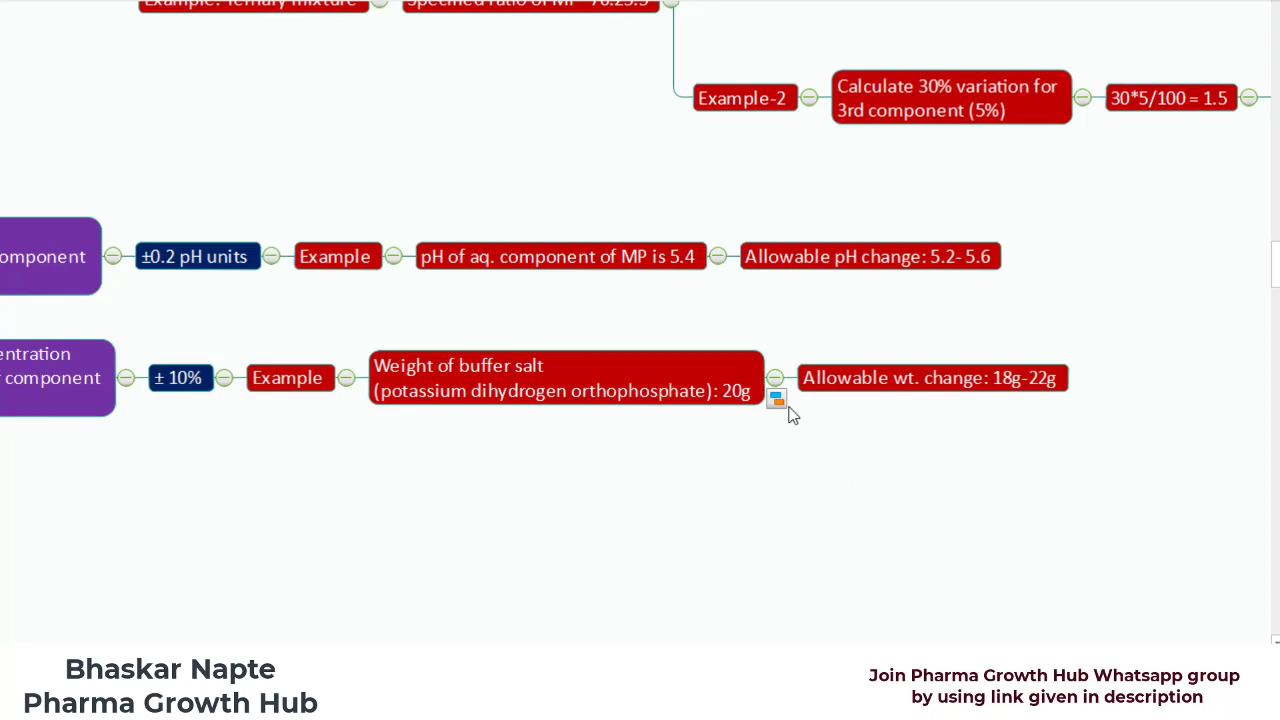 Example: Ternary mixture
Example-2
Calculate 30% variation for
3rd component (5%)
30*5/100 = 1.5
omponent
±0.2 pH units
Example
pH of aq. component of MP is 5.4
Allowable pH change: 5.2- 5.6
entration
r component
± 10%
Example
Weight of buffer salt
(potassium dihydrogen orthophosphate): 20g
Allowable wt. change: 18g-22g
Bhaskar Napte
Pharma Growth Hub
Join Pharma Growth Hub Whatsapp group
by using link given in description